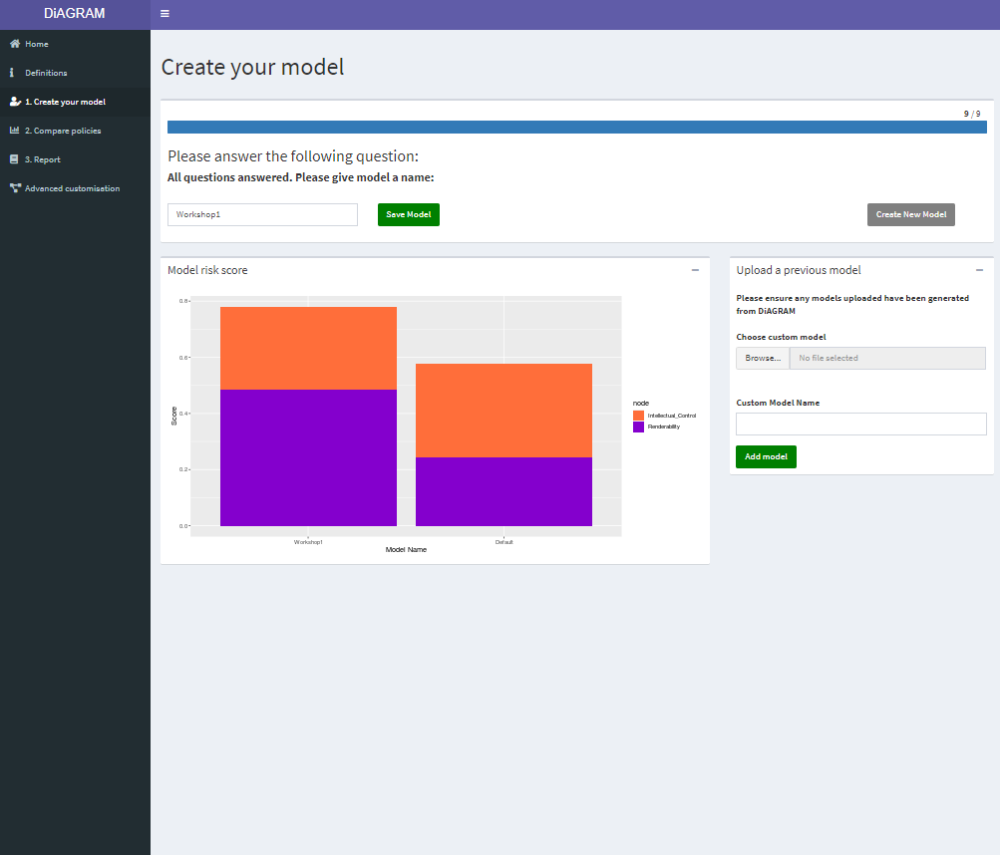 DiAGRAM
Home
Definitions
1. Create your model
2. Compare policies
3. Report
Advanced customisation
Create your model
9 / 9
Please answer the following question:
All questions answered. Please give model a name:
Workshop1
Save Model
Create New Model
Model risk score
0.8
0.6
0.4
0.2
0.0
Score
Workshop1
Default
Model Name
node
Intellectual_Control
Renderability
Upload a previous model
Please ensure any models uploaded have been generated
from DiAGRAM
Choose custom model
Browse...
No file selected
Custom Model Name
Add model